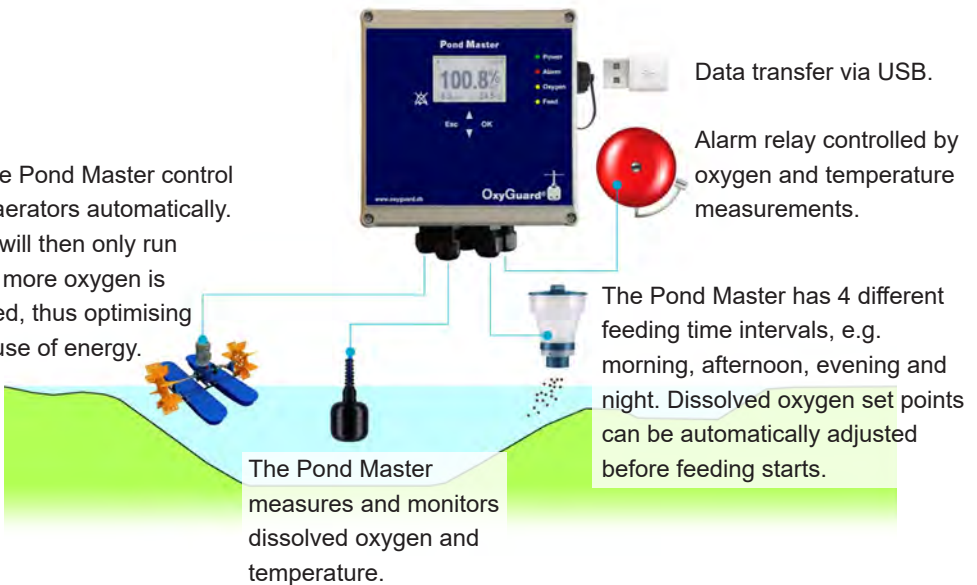 Pond Master
100.8%
Power
Alarm
Oxygen
Feed
Esc
OK
www.oxyguard.dk
OxyGuard®
Data transfer via USB.
Alarm relay controlled by
oxygen and temperature
measurements.
e Pond Master control
aerators automatically.
will then only run
more oxygen is
ed, thus optimising
use of energy.
The Pond Master has 4 different
feeding time intervals, e.g.
morning, afternoon, evening and
night. Dissolved oxygen set points
can be automatically adjusted
before feeding starts.
The Pond Master
measures and monitors
dissolved oxygen and
temperature.